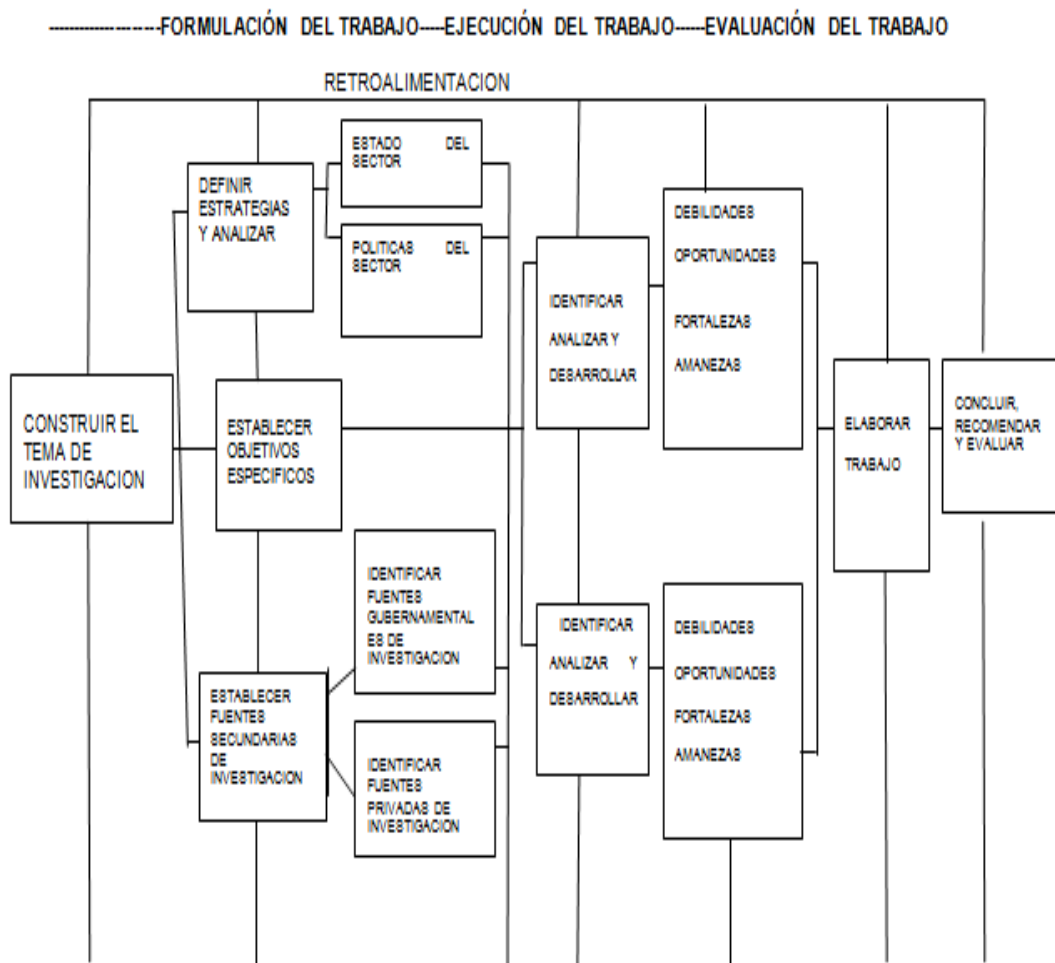 --------------------FORMULACIÓN DEL TRABAJO----EJECUCIÓN DEL TRABAJO-----EVALUACIÓN DEL TRABAJO
RETROALIMENTACION
CONSTRUIR EL
TEMA DE
INVESTIGACION
DEFINIR
ESTRATEGIAS
Y ANALIZAR
ESTADO DEL
SECTOR
POLITICAS DEL
SECTOR
ESTABLECER
OBJETIVOS
ESPECIFICOS
ESTABLECER
FUENTES
SECUNDARIAS
DE
INVESTIGACION
IDENTIFICAR
FUENTES
GUBERNAMENTAL
ES DE
INVESTIGACION
IDENTIFICAR
FUENTES
PRIVADAS DE
INVESTIGACION
IDENTIFICAR
ANALIZAR Y
DESARROLLAR
DEBILIDADES
OPORTUNIDADES
FORTALEZAS
AMANEZAS
IDENTIFICAR
ANALIZAR Y
DESARROLLAR
DEBILIDADES
OPORTUNIDADES
FORTALEZAS
AMANEZAS
ELABORAR
TRABAJO
CONCLUIR,
RECOMENDAR
Y EVALUAR